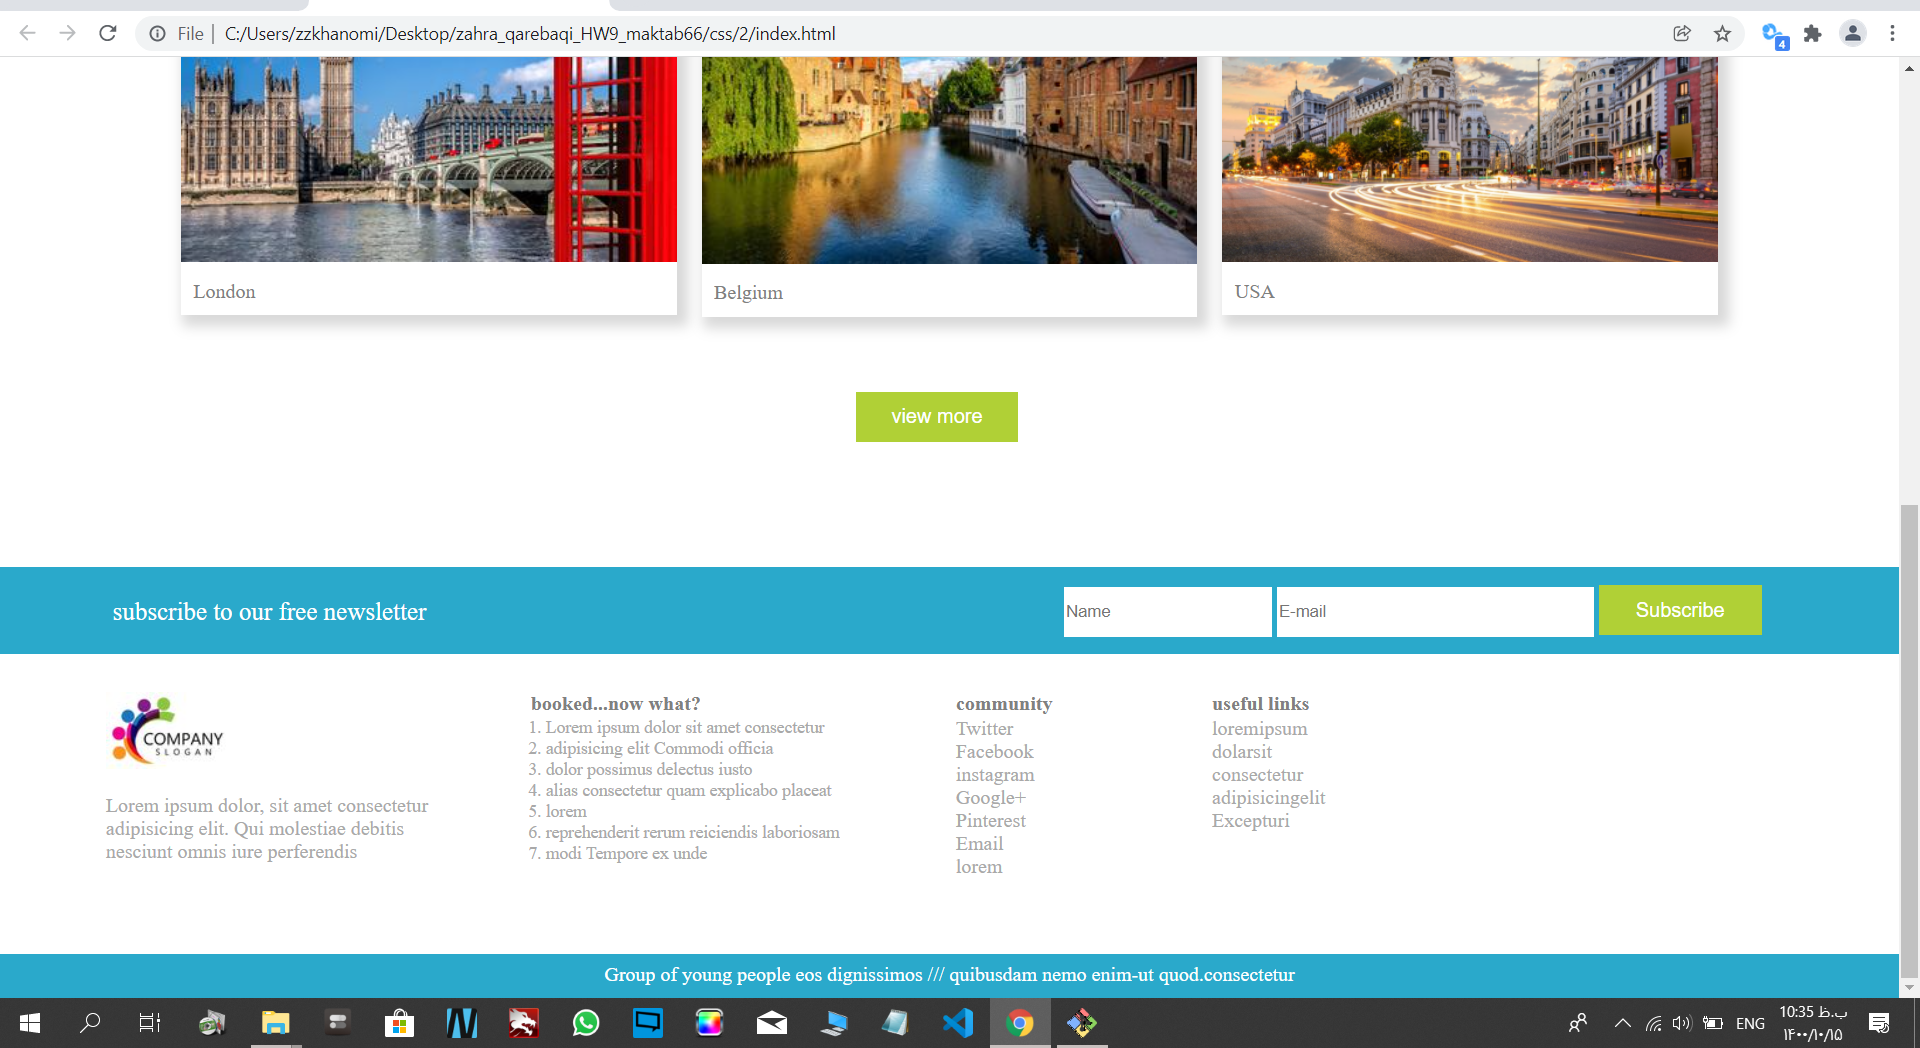 File
C:/Users/zzkhanomi/Desktop/zahra_qarebaqi_HW9_maktab66/css/2/index.html
4
London
Belgium
USA
view more
subscribe to our free newsletter
Name
E-mail
Subscribe
COMPANY
SLOGAN
Lorem ipsum dolor, sit amet consectetur
adipisicing elit. Qui molestiae debitis
nesciunt omnis iure perferendis
booked...now what?
1. Lorem ipsum dolor sit amet consectetur
2. adipisicing elit Commodi officia
3. dolor possimus delectus iusto
4. alias consectetur quam explicabo placeat
5. lorem
6. reprehenderit rerum reiciendis laboriosam
7. modi Tempore ex unde
community
Twitter
Facebook
instagram
Google+
Pinterest
Email
lorem
useful links
loremipsum
dolarsit
consectetur
adipisicingelit
Excepturi
Group of young people eos dignissimos /// quibusdam nemo enim-ut quod.consectetur
ENG
10:35 ب.ظ
۱۴۰۰/۱۰/۱۵